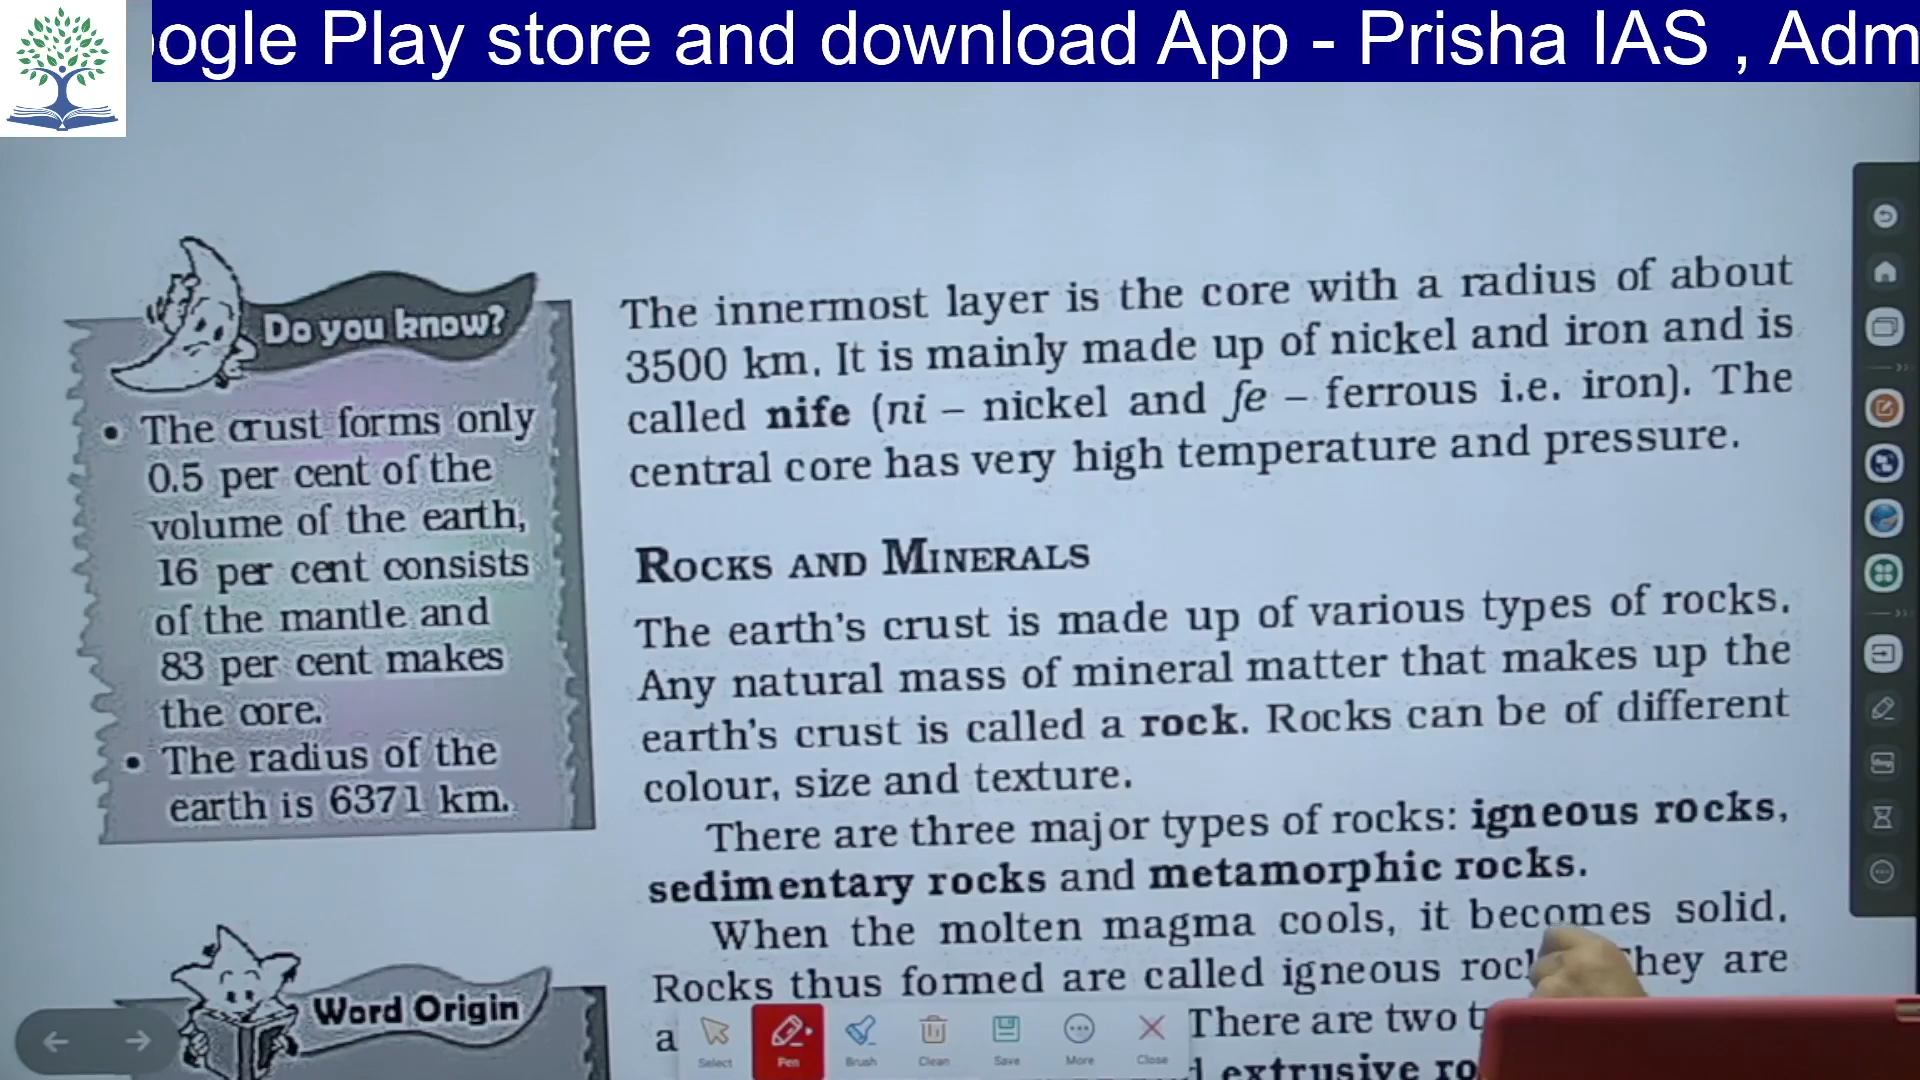 oogle Play store and download App - Prisha IAS , Adm
Do you know?
• The crust forms only
0.5 per cent of the
volume of the earth,
16 per cent consists
of the mantle and
83 per cent makes
the core.
• The radius of the
earth is 6371 km.
Word Origin
The innermost layer is the core with a radius of about
3500 km. It is mainly made up of nickel and iron and is
called nife (ni – nickel and fe – ferrous i.e. iron). The
central core has very high temperature and pressure.
ROCKS AND MINERALS
The earth's crust is made up of various types of rocks.
Any natural mass of mineral matter that makes up the
earth's crust is called a rock. Rocks can be of different
colour, size and texture.
There are three major types of rocks: igneous rocks,
sedimentary rocks and metamorphic rocks.
When the molten magma cools, it becomes solid.
Rocks thus formed are called igneous They are
There are two
extrusive
Select Pen Brush Clean Save More Close